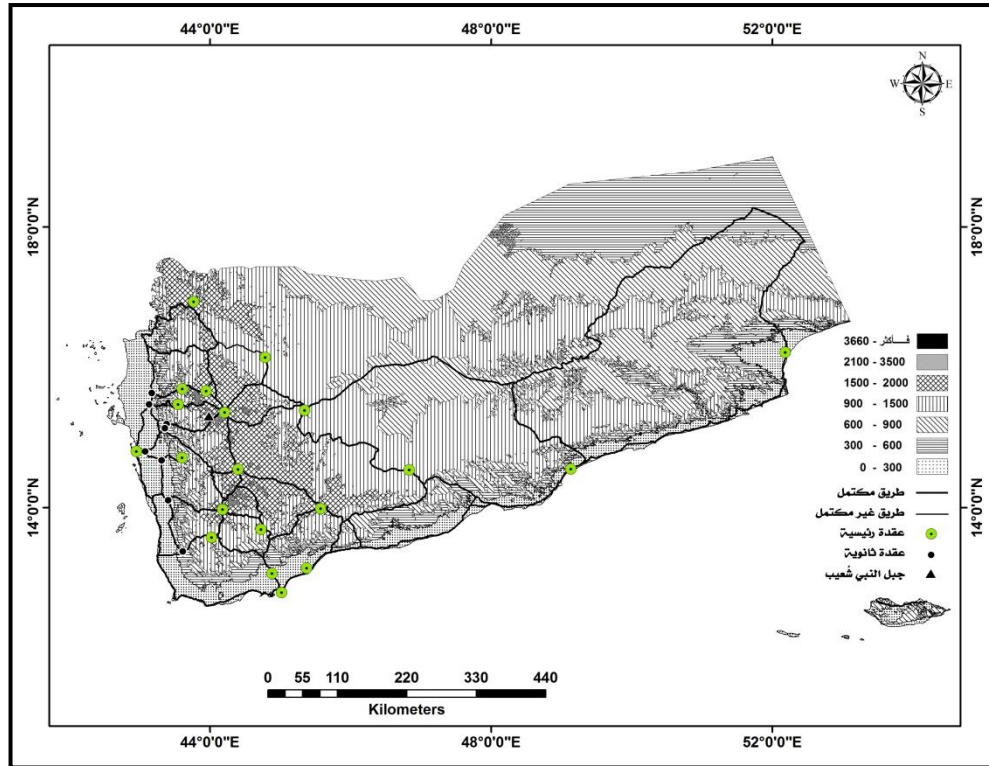 44°0'0"E 48°0'0"E 52°0'0"E
N
W E
S
18°0'0"N 18°0'0"N
3660 - فــأكثر
2100 - 3500
1500 - 2000
900 - 1500
600 - 900
300 - 600
0 - 300
طريق مكتمل
طريق غير مكتمل
عقدة رئيسية
عقدة ثانوية
جبل النبي شُعيب
14°0'0"N 14°0'0"N
0 55 110 220 330 440
Kilometers
44°0'0"E 48°0'0"E 52°0'0"E